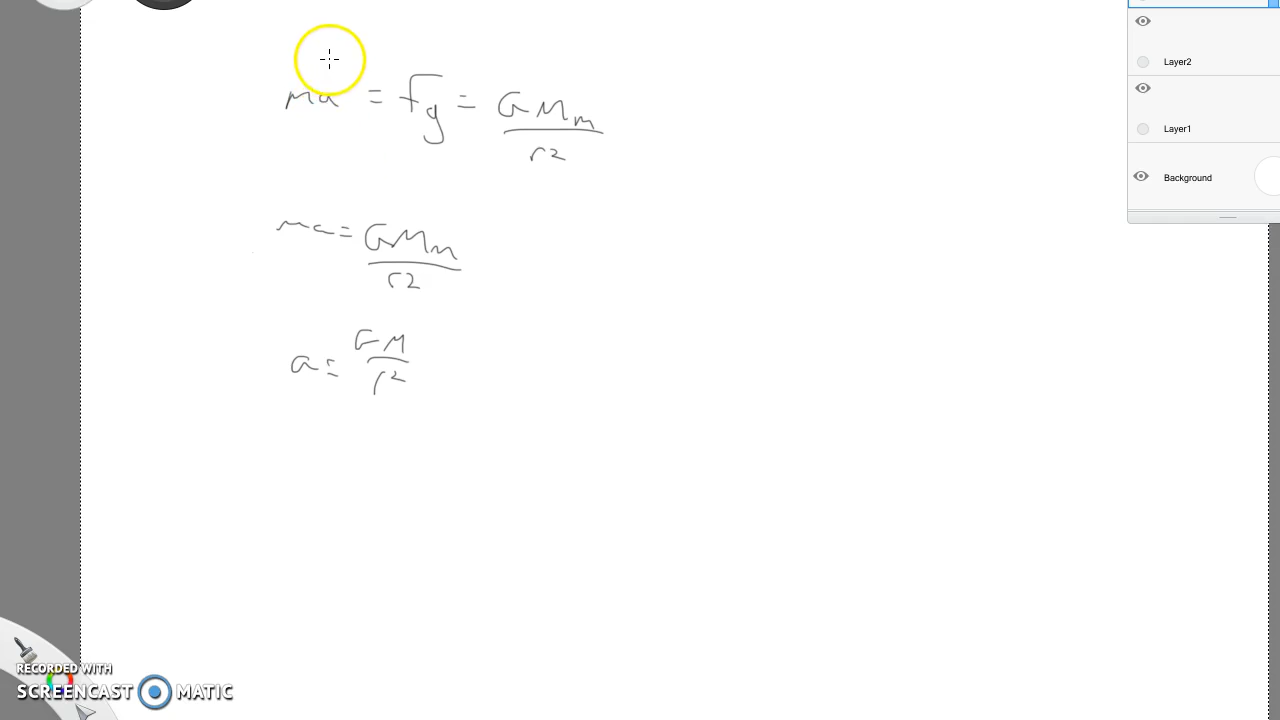 Layer2
ma = Fg = GMm
r2
Layer1
Background
ma = GMm
r2
a = GM
r2
RECORDED WITH
SCREENCAST MATIC